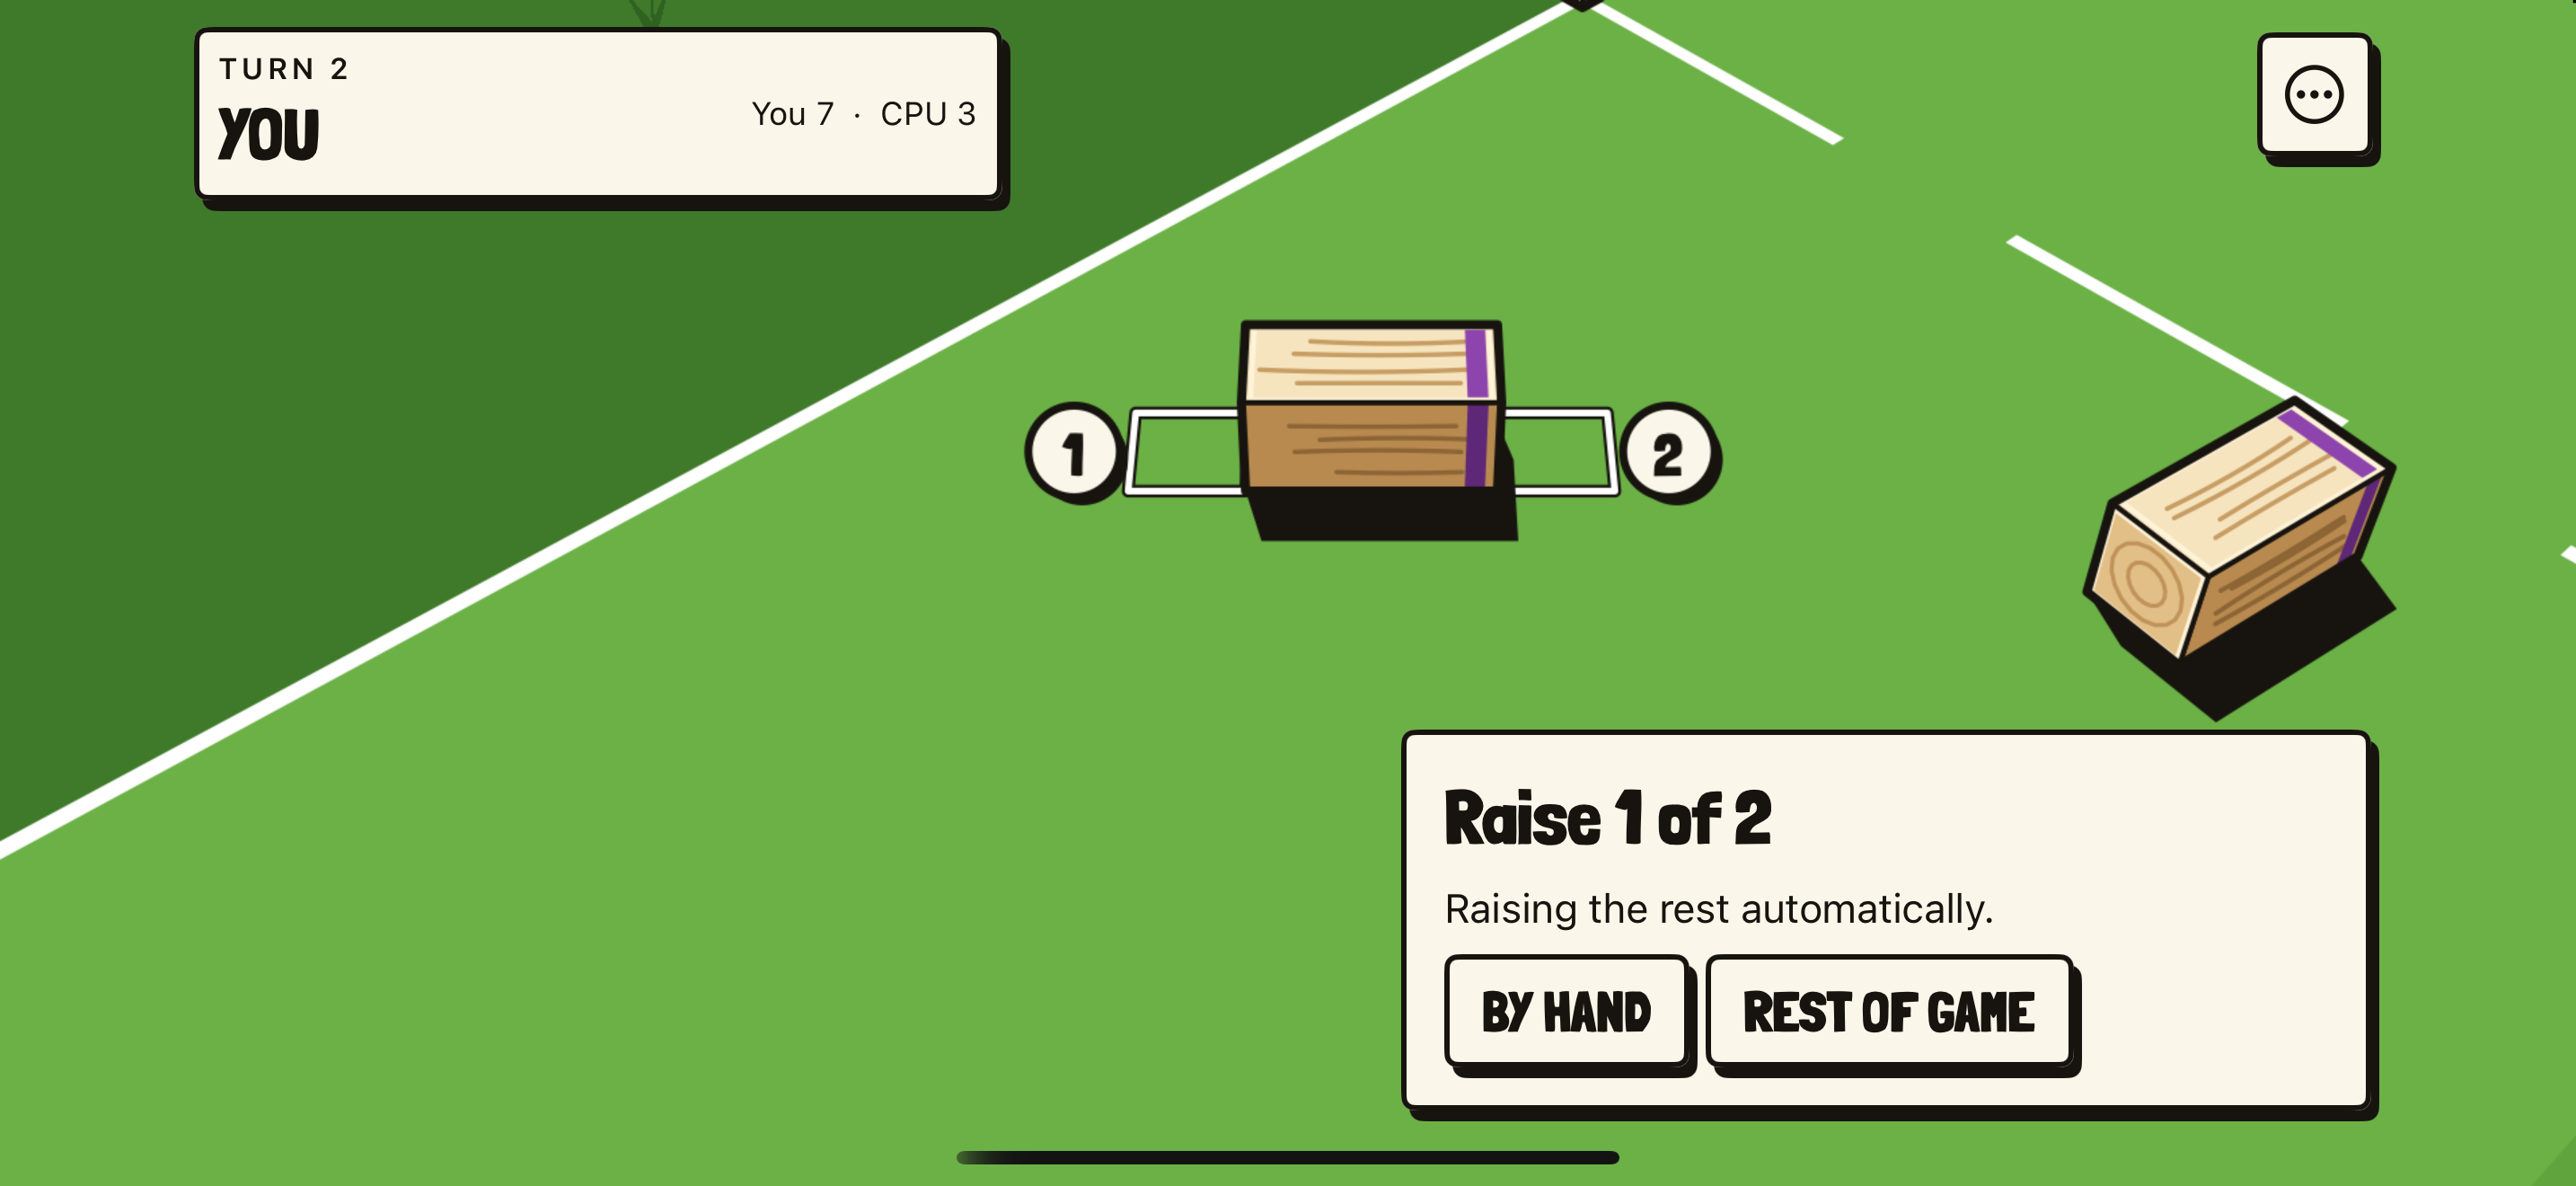 TURN 2
YOU
You 7 · CPU 3
1
2
Raise 1 of 2
Raising the rest automatically.
BY HAND
REST OF GAME